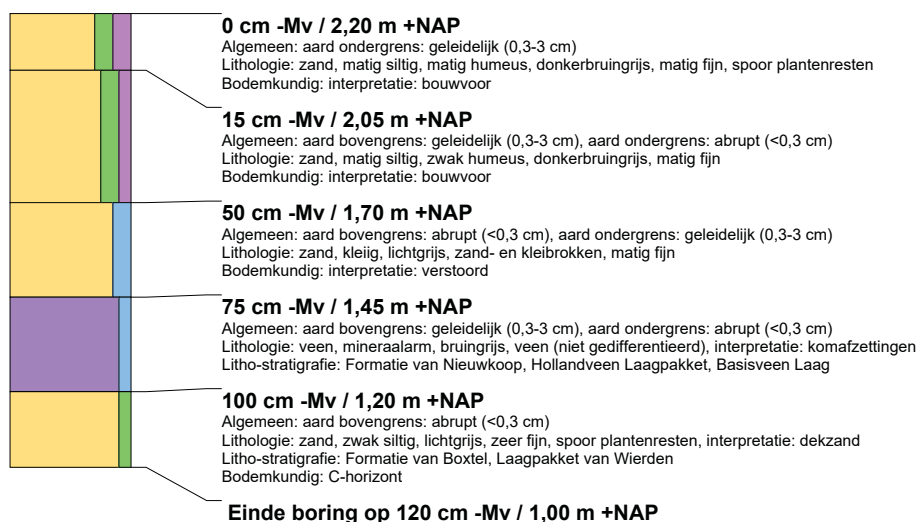 0 cm -Mv / 2,20 m +NAP
Algemeen: aard ondergrens: geleidelijk (0,3-3 cm)
Lithologie: zand, matig siltig, matig humeus, donkerbruingrijs, matig fijn, spoor plantenresten
Bodemkundig: interpretatie: bouwvoor
15 cm -Mv / 2,05 m +NAP
Algemeen: aard bovengrens: geleidelijk (0,3-3 cm), aard ondergrens: abrupt (<0,3 cm)
Lithologie: zand, matig siltig, zwak humeus, donkerbruingrijs, matig fijn
Bodemkundig: interpretatie: bouwvoor
50 cm -Mv / 1,70 m +NAP
Algemeen: aard bovengrens: abrupt (<0,3 cm), aard ondergrens: geleidelijk (0,3-3 cm)
Lithologie: zand, kleiig, lichtgrijs, zand- en kleibrokken, matig fijn
Bodemkundig: interpretatie: verstoord
75 cm -Mv / 1,45 m +NAP
Algemeen: aard bovengrens: geleidelijk (0,3-3 cm), aard ondergrens: abrupt (<0,3 cm)
Lithologie: veen, mineraalarm, bruingrijs, veen (niet gedifferentieerd), interpretatie: komafzettingen
Litho-stratigrafie: Formatie van Nieuwkoop, Hollandveen Laagpakket, Basisveen Laag
100 cm -Mv / 1,20 m +NAP
Algemeen: aard bovengrens: abrupt (<0,3 cm)
Lithologie: zand, zwak siltig, lichtgrijs, zeer fijn, spoor plantenresten, interpretatie: dekzand
Litho-stratigrafie: Formatie van Boxtel, Laagpakket van Wierden
Bodemkundig: C-horizont
Einde boring op 120 cm -Mv / 1,00 m +NAP